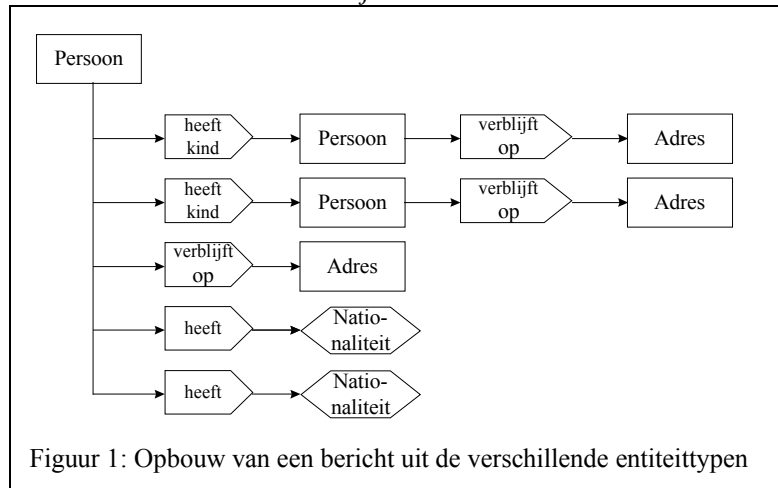 Persoon
heeft
kind
Persoon
verblijft
op
Adres
heeft
kind
Persoon
verblijft
op
Adres
verblijft
op
Adres
heeft
Natio-
naliteit
heeft
Natio-
naliteit
Figuur 1: Opbouw van een bericht uit de verschillende entiteittypen